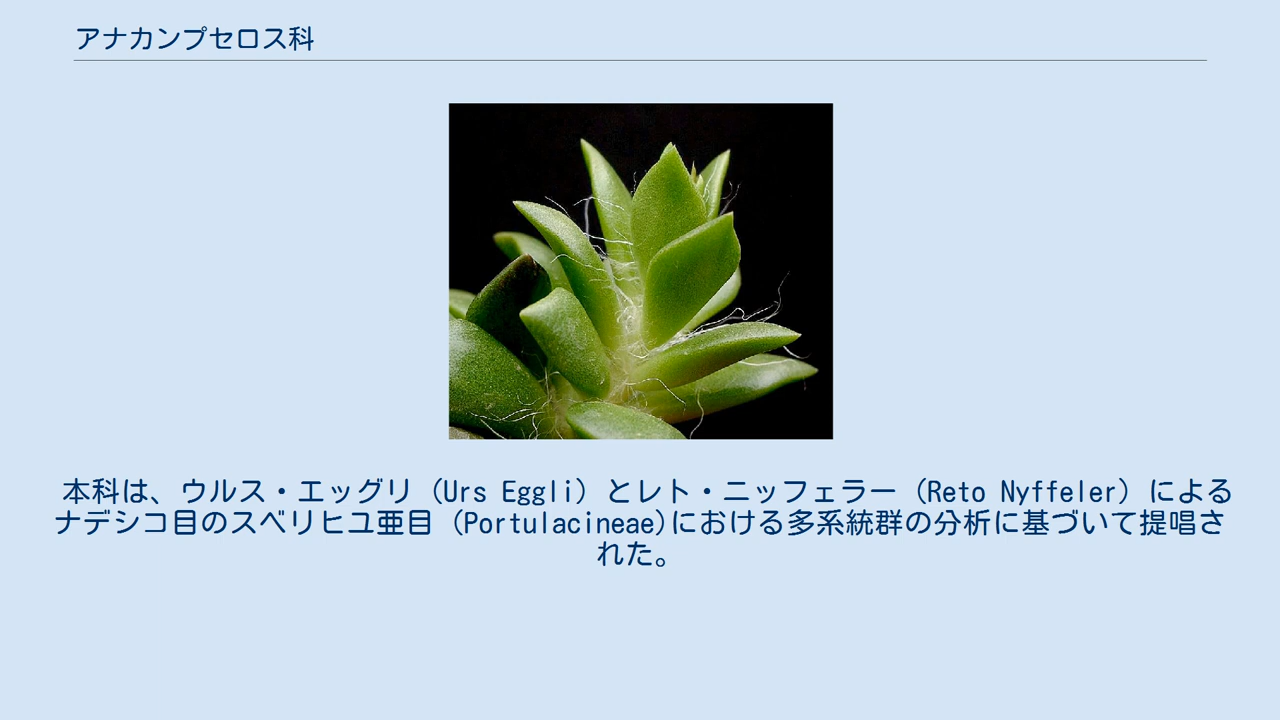 アナカンプセロス科
本科は、ウルス・エッグリ（Urs Eggli）とレト・ニッフェラー（Reto Nyffeler）による
ナデシコ目のスベリヒユ亜目（Portulacineae)における多系統群の分析に基づいて提唱さ
れた。